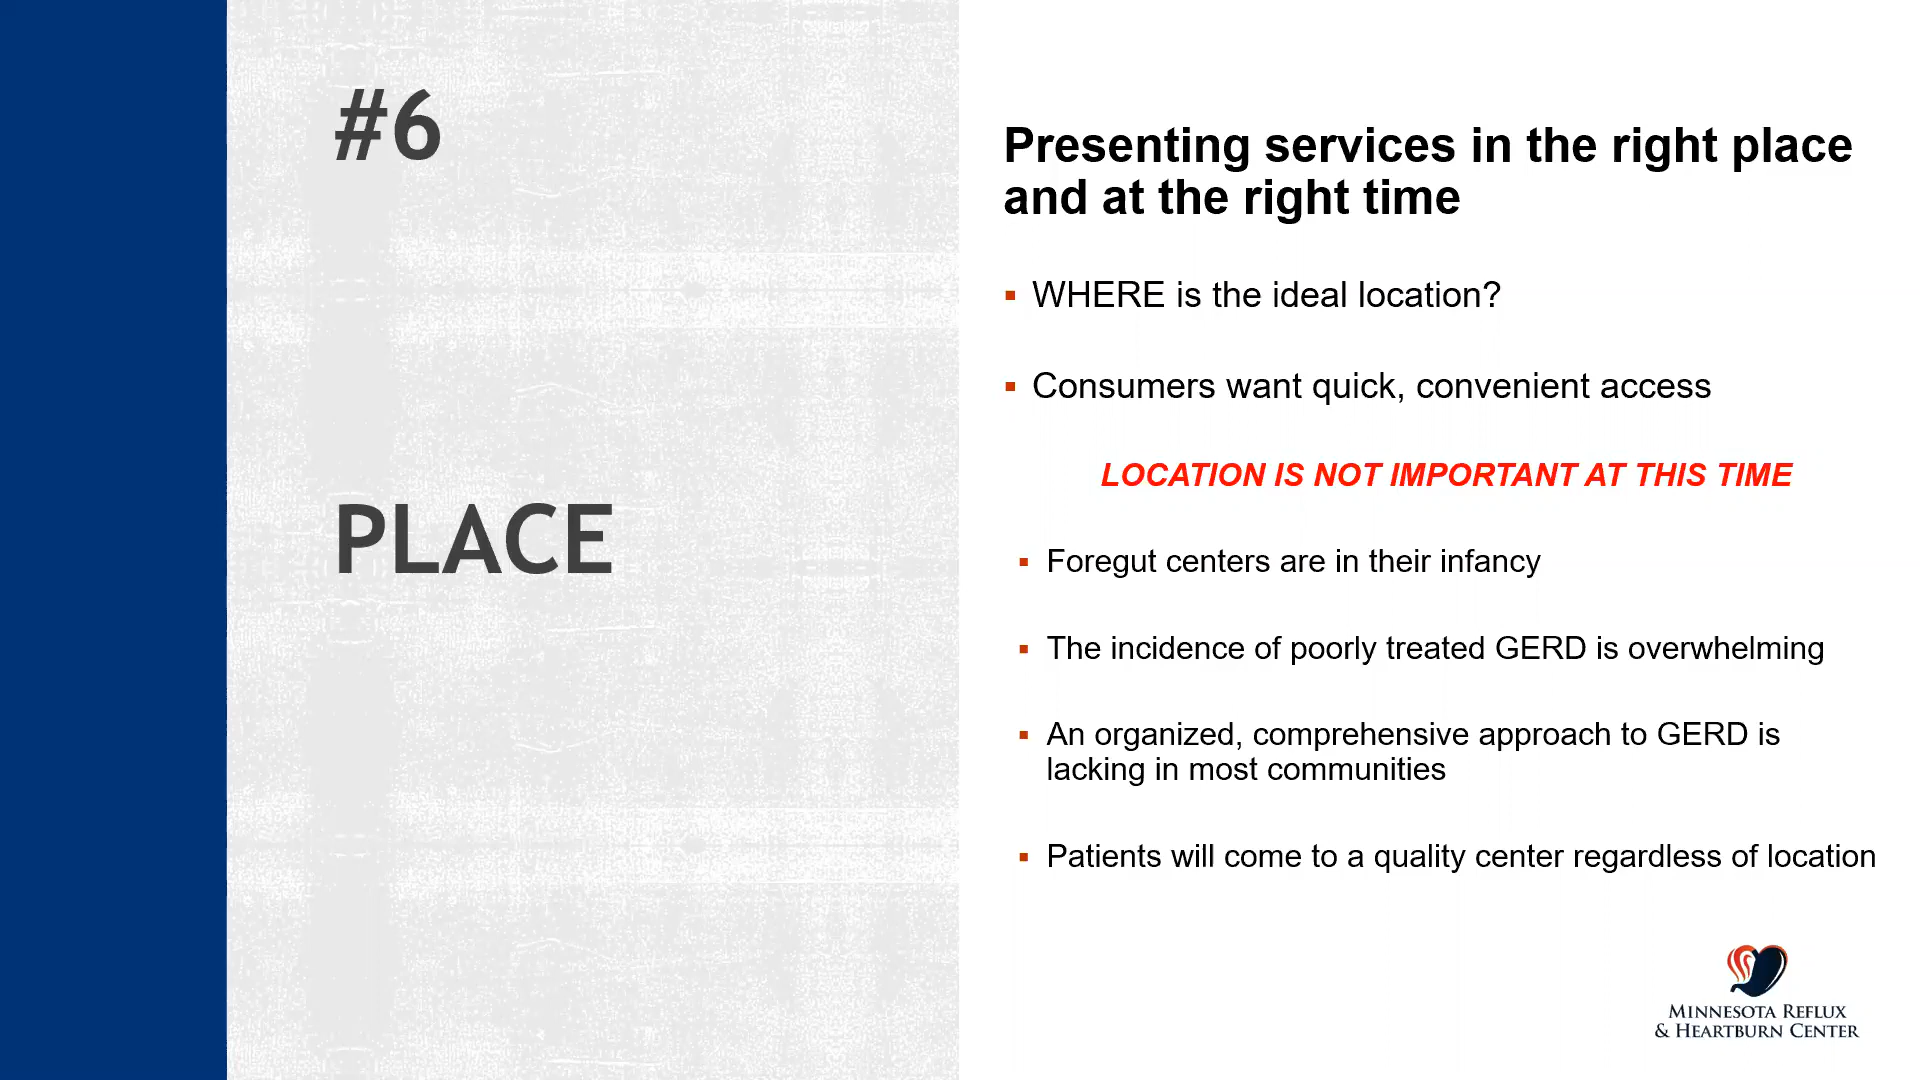 #6
PLACE
Presenting services in the right place
and at the right time
WHERE is the ideal location?
Consumers want quick, convenient access
LOCATION IS NOT IMPORTANT AT THIS TIME
Foregut centers are in their infancy
The incidence of poorly treated GERD is overwhelming
An organized, comprehensive approach to GERD is
lacking in most communities
Patients will come to a quality center regardless of location
MINNESOTA REFLUX
& HEARTBURN CENTER